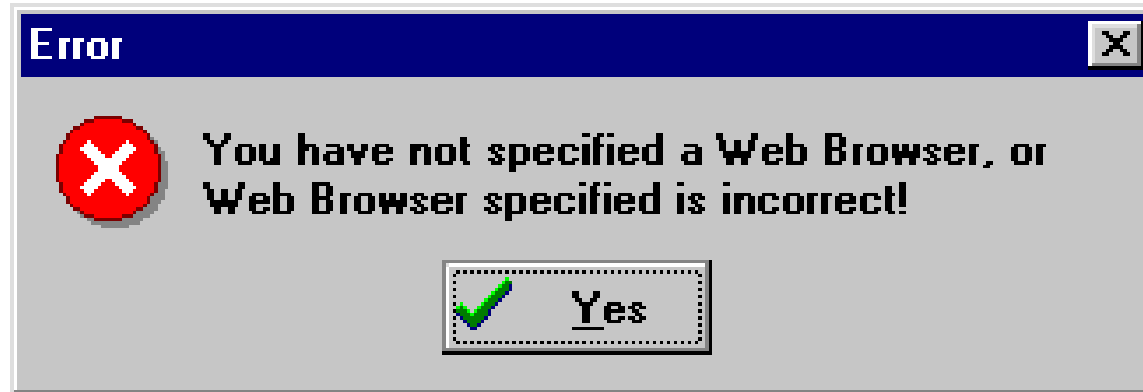 Error
You have not specified a Web Browser, or
Web Browser specified is incorrect!
Yes